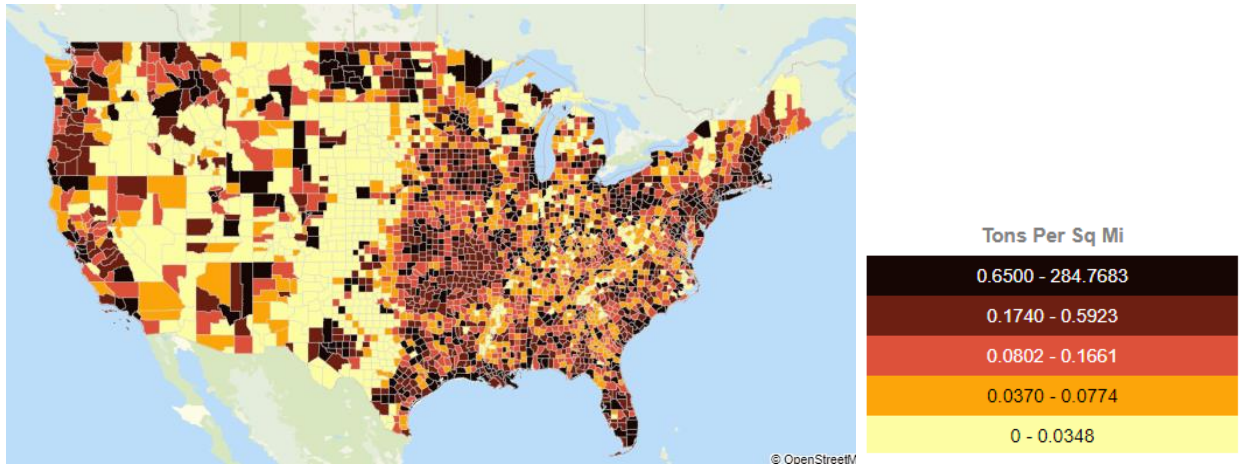 Tons Per Sq Mi
0.6500 - 284.7683
0.1740 - 0.5923
0.0802 - 0.1661
0.0370 - 0.0774
0 - 0.0348
© OpenStreetM